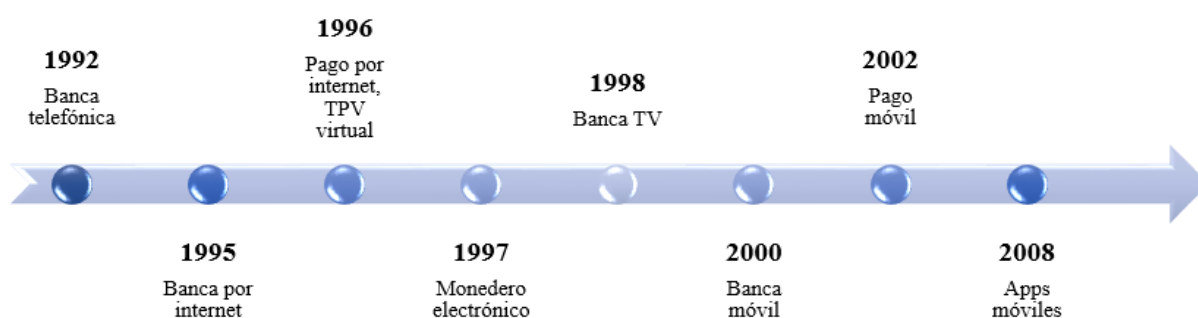 1992
Banca
telefónica
1995
Banca por
internet
1996
Pago por
internet,
TPV
virtual
1997
Monedero
electrónico
1998
Banca TV
2000
Banca
móvil
2002
Pago
móvil
2008
Apps
móviles